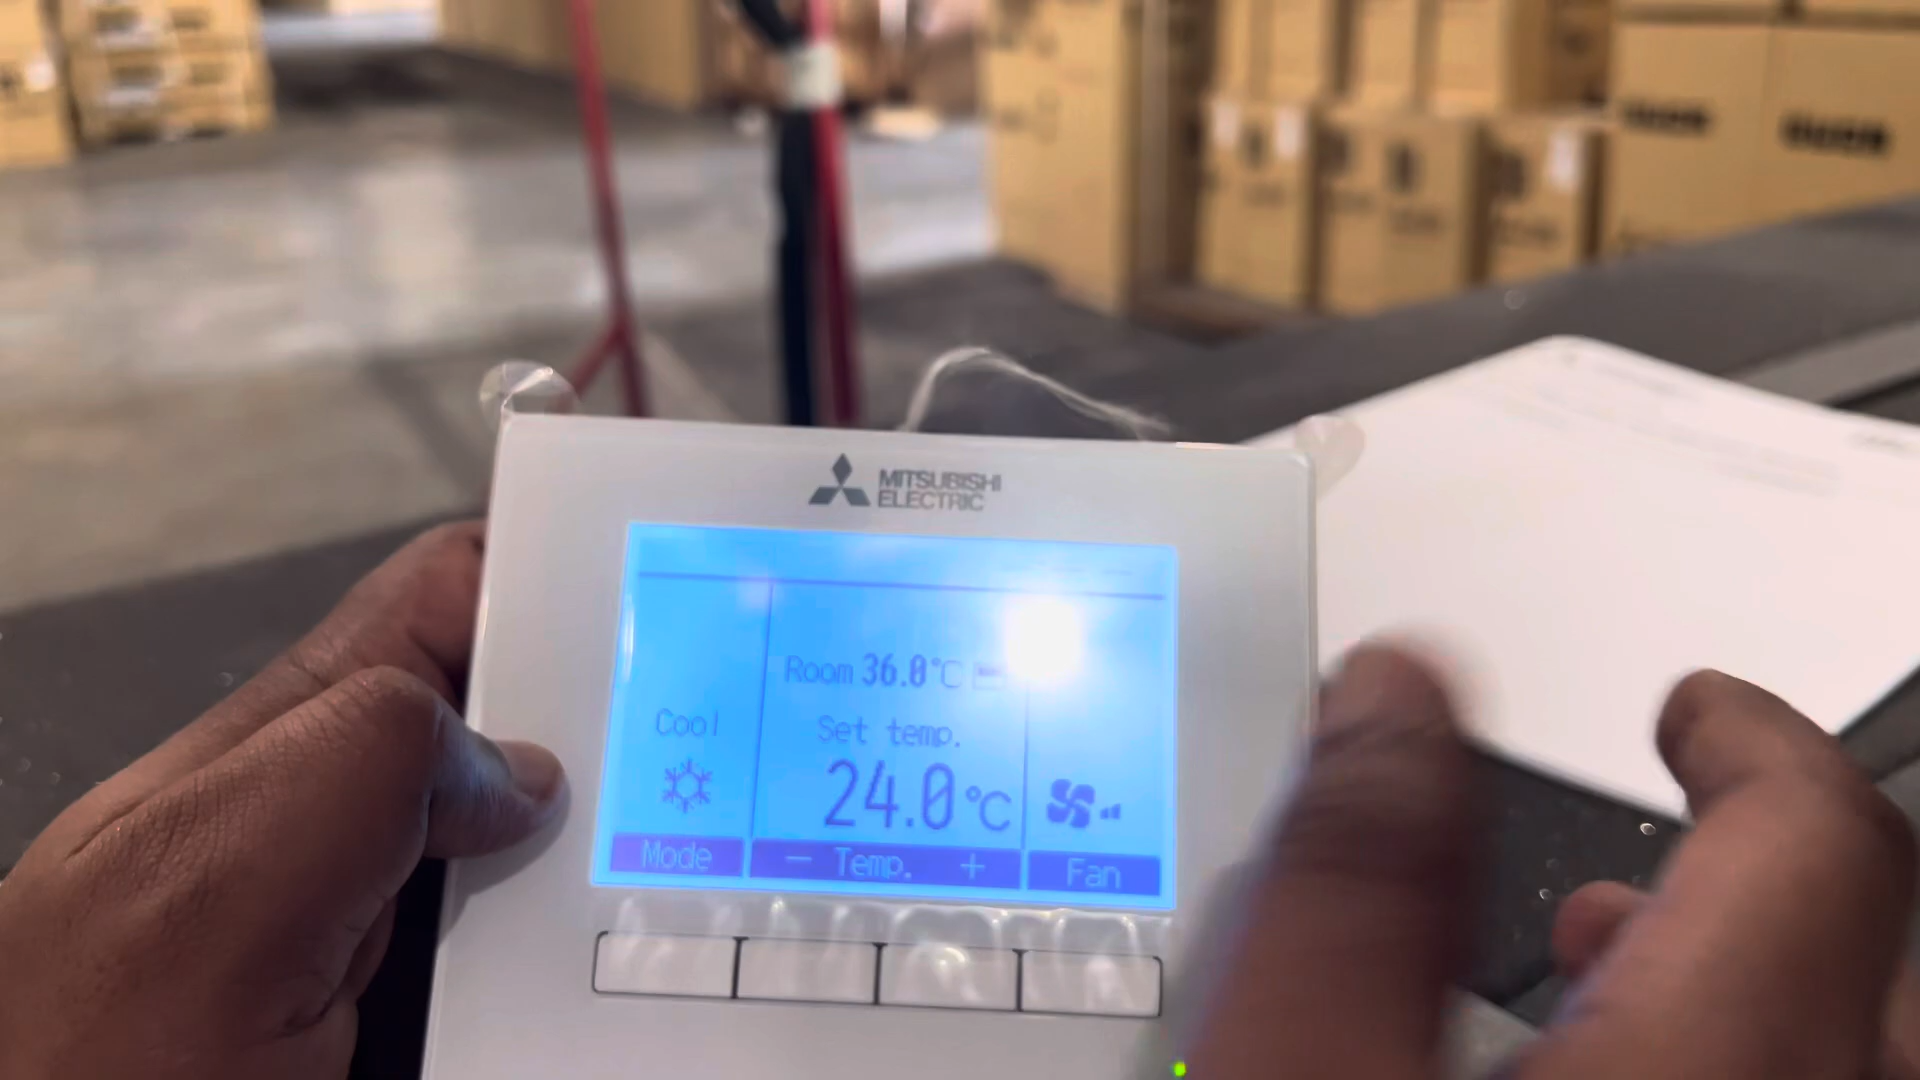 MITSUBISHI
ELECTRIC
Room 36.0°C
Cool
Set temp.
24.0°C
Mode
− Temp. +
Fan